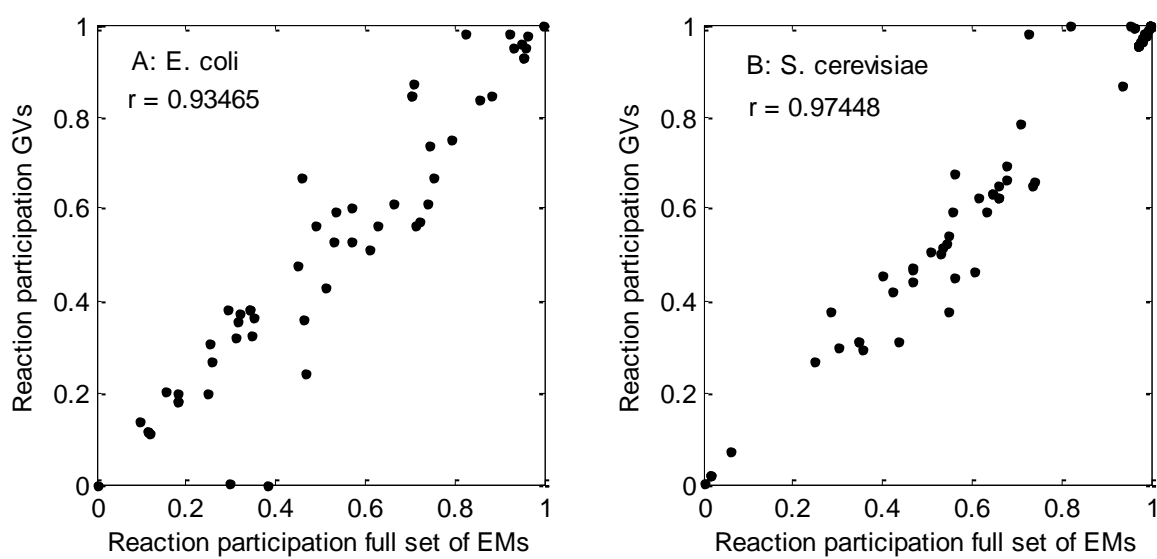 A: E. coli
r = 0.93465
Reaction participation GVs
1
0.8
0.6
0.4
0.2
0
0 0.2 0.4 0.6 0.8 1
Reaction participation full set of EMs
B: S. cerevisiae
r = 0.97448
Reaction participation GVs
1
0.8
0.6
0.4
0.2
0
0 0.2 0.4 0.6 0.8 1
Reaction participation full set of EMs